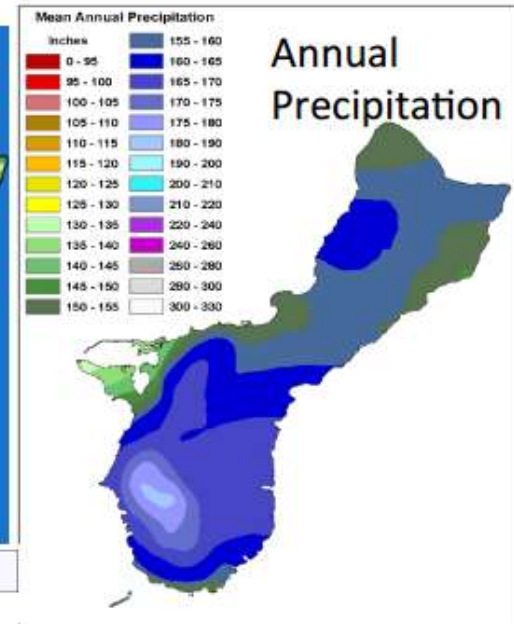 Mean Annual Precipitation
Inches
0 - 95
95 - 100
100 - 105
105 - 110
110 - 115
115 - 120
120 - 125
125 - 130
130 - 135
135 - 140
140 - 145
145 - 150
150 - 155
155 - 160
160 - 165
165 - 170
170 - 175
175 - 180
180 - 190
190 - 200
200 - 210
210 - 220
220 - 240
240 - 260
260 - 280
280 - 300
300 - 330
Annual
Precipitation